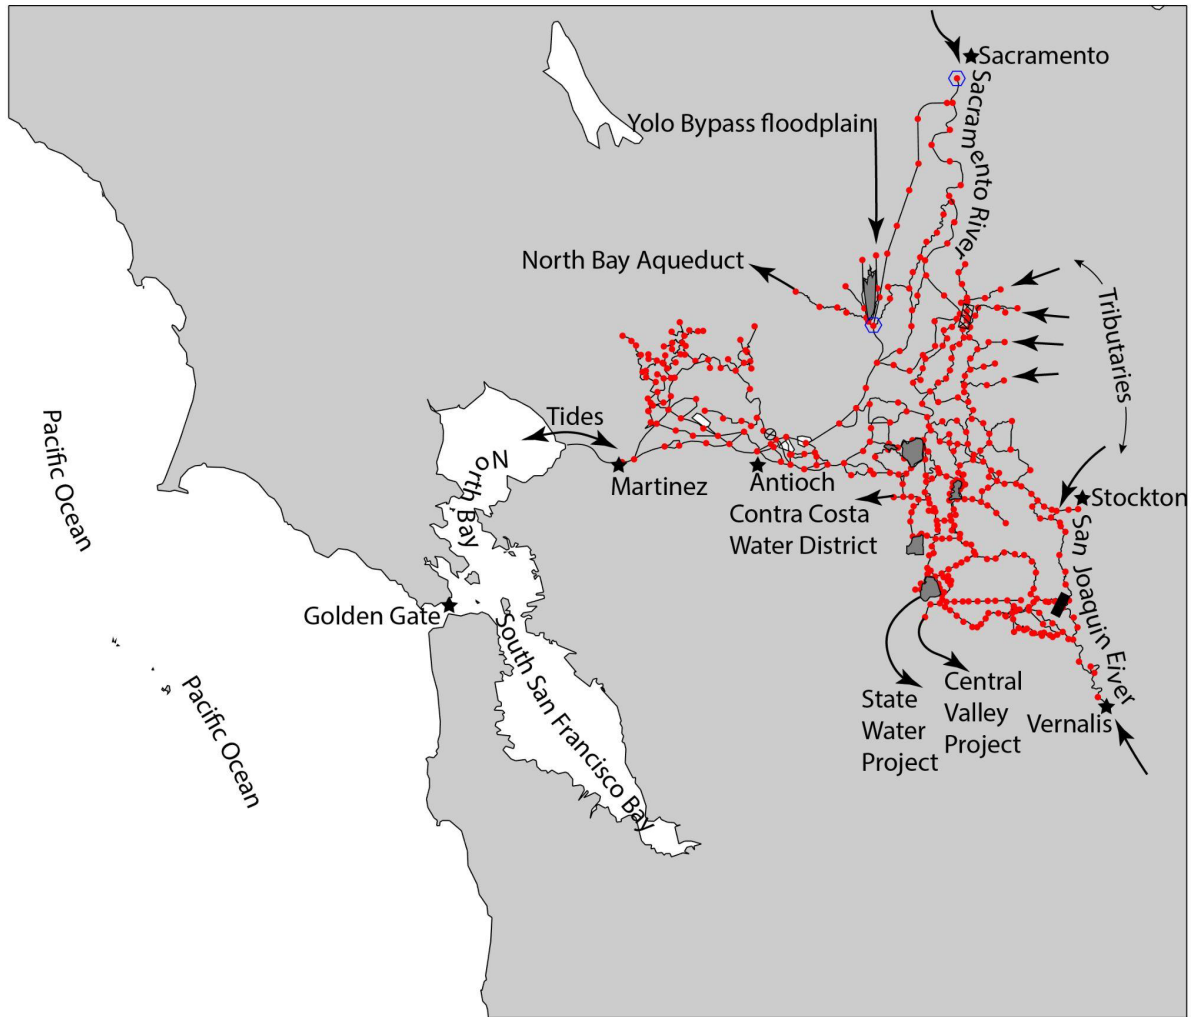 Sacramento
Sacramento River
Yolo Bypass floodplain
North Bay Aqueduct
Tributaries
Tides
Pacific Ocean
North Bay
Martinez
Antioch
Contra Costa
Water District
Stockton
San Joaquin Eiver
Golden Gate
South San Francisco Bay
Pacific Ocean
State
Water
Project
Central
Valley
Project
Vernalis